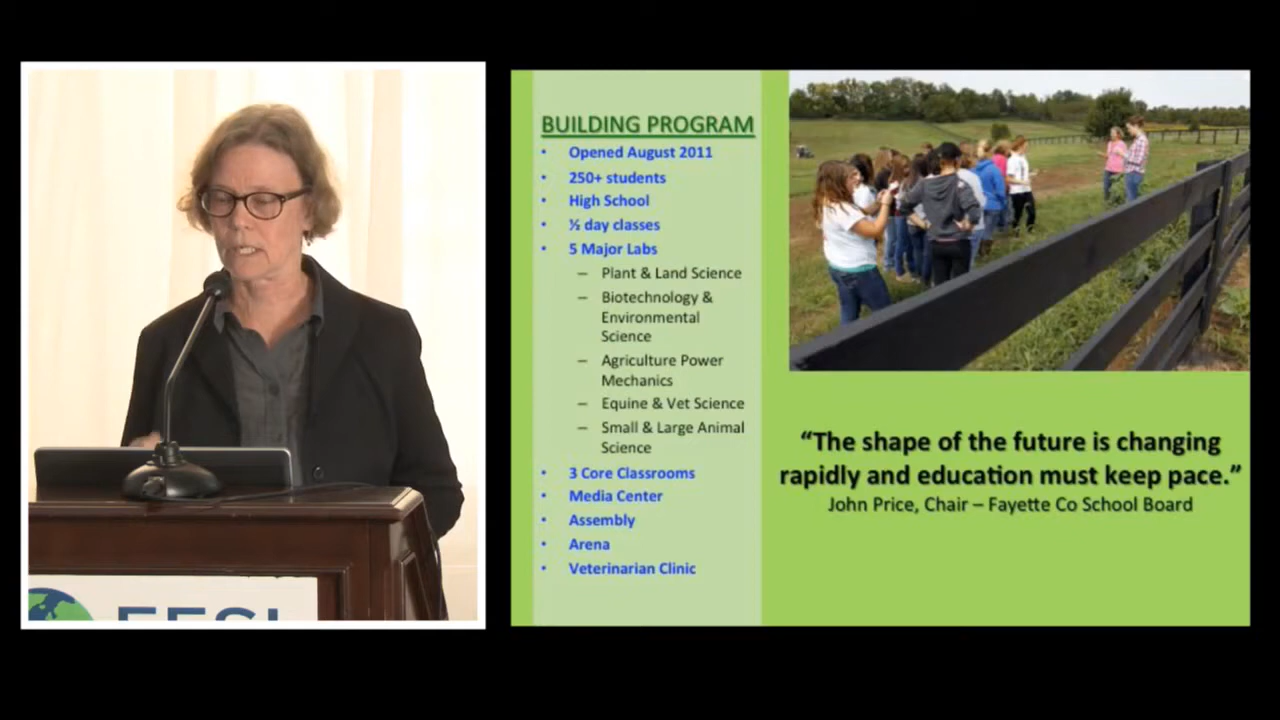 BUILDING PROGRAM
• Opened August 2011
• 250+ students
• High School
• ½ day classes
• 5 Major Labs
– Plant & Land Science
– Biotechnology &
Environmental
Science
– Agriculture Power
Mechanics
– Equine & Vet Science
– Small & Large Animal
Science
• 3 Core Classrooms
• Media Center
• Assembly
• Arena
• Veterinarian Clinic
“The shape of the future is changing
rapidly and education must keep pace.”
John Price, Chair – Fayette Co School Board
EESI